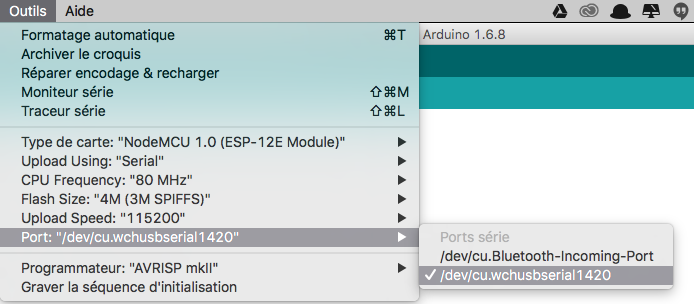 Outils Aide
Formatage automatique ⌘T
Arduino 1.6.8
Archiver le croquis
Réparer encodage & recharger
Moniteur série ⇧⌘M
Traceur série ⇧⌘L
Type de carte: "NodeMCU 1.0 (ESP-12E Module)"
Upload Using: "Serial"
CPU Frequency: "80 MHz"
Flash Size: "4M (3M SPIFFS)"
Upload Speed: "115200"
Port: "/dev/cu.wchusbserial1420"
Ports série
/dev/cu.Bluetooth-Incoming-Port
✓ /dev/cu.wchusbserial1420
Programmateur: "AVRISP mkII"
Graver la séquence d'initialisation